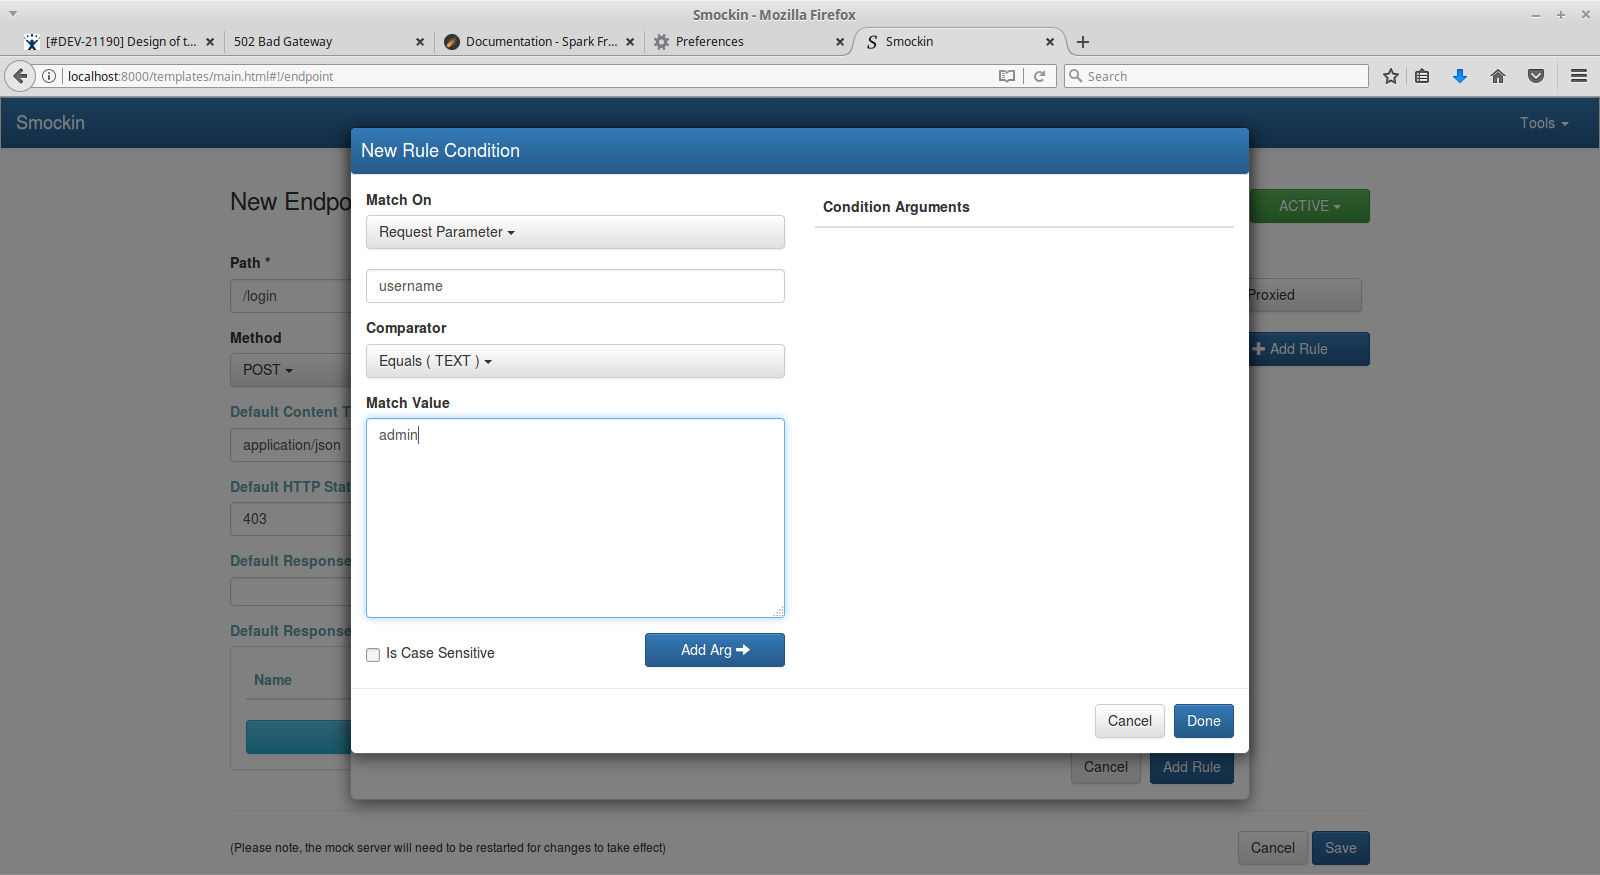 Smockin - Mozilla Firefox
[#DEV-21190] Design of t...
502 Bad Gateway
Documentation - Spark Fr...
Preferences
S Smockin
localhost:8000/templates/main.html#!/endpoint
Search
Smockin
Tools
New Rule Condition
New Endpo
ACTIVE
Match On
Request Parameter
Condition Arguments
Path *
/login
username
Proxied
Method
POST
Comparator
Equals ( TEXT )
+ Add Rule
Default Content T
application/json
Match Value
admin
Default HTTP Stat
403
Default Response
Default Response
Name
Is Case Sensitive
Add Arg
Cancel
Done
Cancel
Add Rule
(Please note, the mock server will need to be restarted for changes to take effect)
Cancel
Save